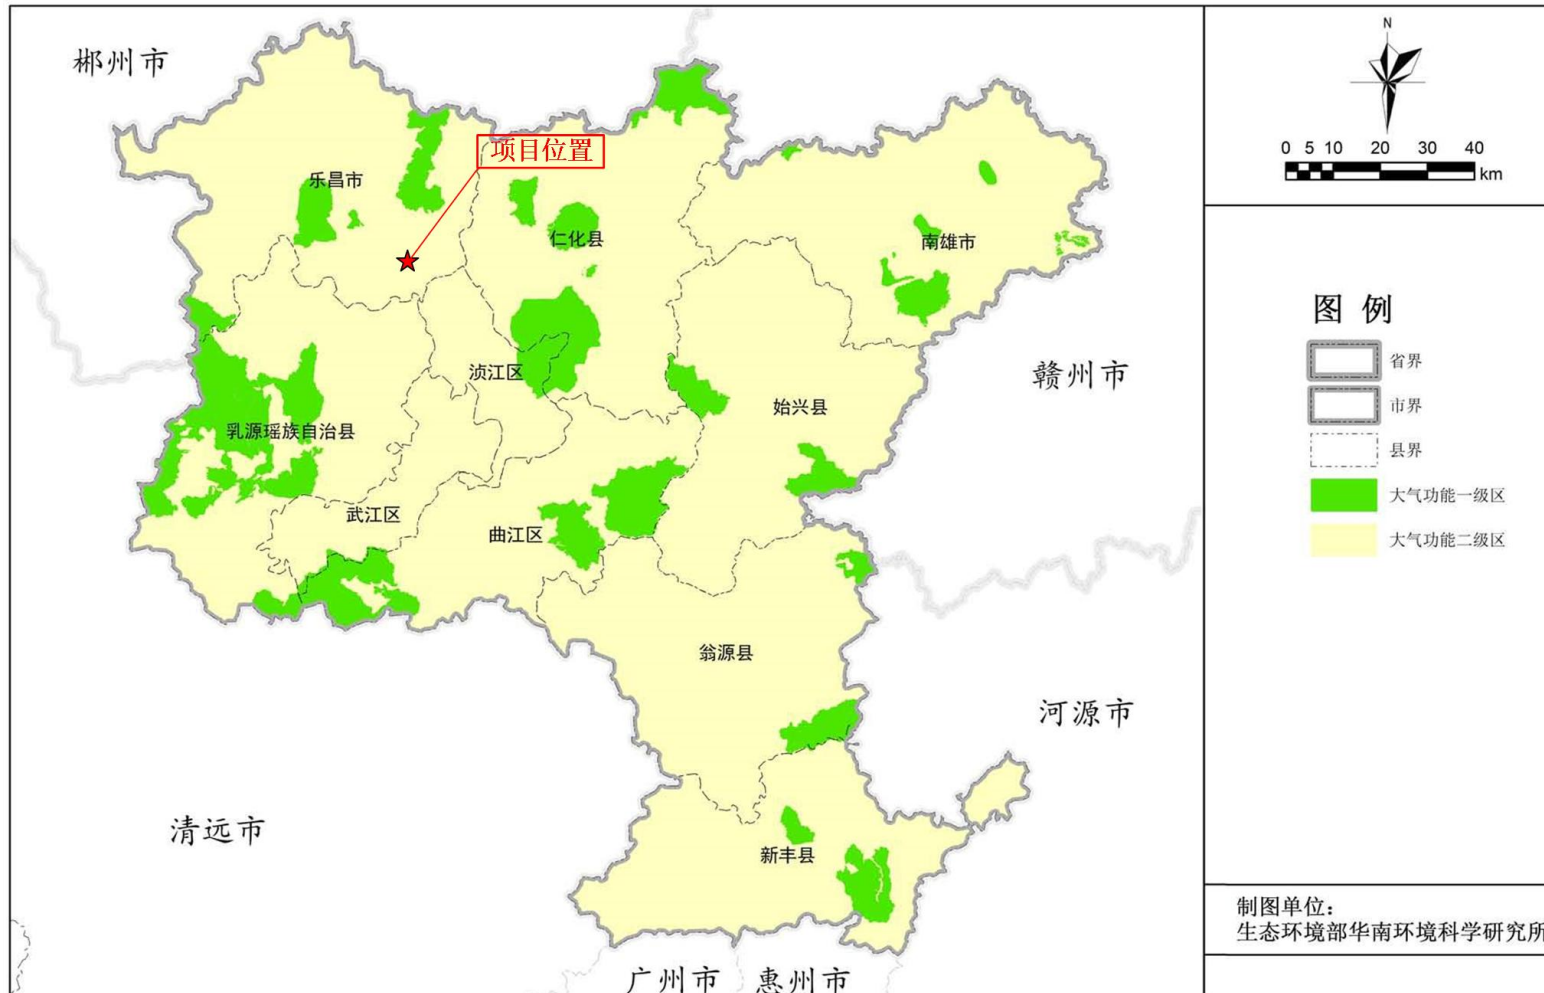 郴州市
项目位置
乐昌市
仁化县
南雄市
浈江区
始兴县
乳源瑶族自治县
武江区
曲江区
翁源县
新丰县
赣州市
河源市
清远市
广州市
惠州市
N
0 5 10 20 30 40
km
图 例
省界
市界
县界
大气功能一级区
大气功能二级区
制图单位：
生态环境部华南环境科学研究所